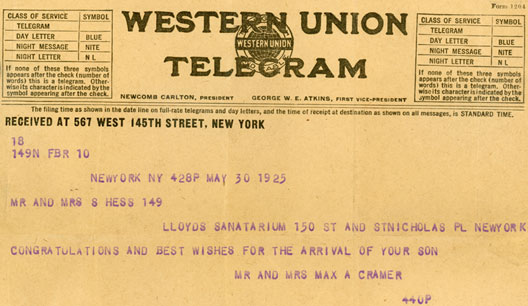 Form 1204
CLASS OF SERVICE SYMBOL
TELEGRAM
DAY LETTER BLUE
NIGHT MESSAGE NITE
NIGHT LETTER N L
If none of these three symbols
appears after the check (number of
words) this is a telegram. Other-
wise its character is indicated by the
symbol appearing after the check.
WESTERN UNION
WESTERN UNION
TELEGRAM
NEWCOMB CARLTON, PRESIDENT GEORGE W. E. ATKINS, FIRST VICE-PRESIDENT
CLASS OF SERVICE SYMBOL
TELEGRAM
DAY LETTER BLUE
NIGHT MESSAGE NITE
NIGHT LETTER N L
If none of these three symbols
appears after the check (number of
words) this is a telegram. Other-
wise its character is indicated by the
symbol appearing after the check.
The filing time as shown in the date line on full-rate telegrams and day letters, and the time of receipt at destination as shown on all messages, is STANDARD TIME.
RECEIVED AT 567 WEST 145TH STREET, NEW YORK
18
149N FBR 10
NEWYORK NY 428P MAY 30 1925
MR AND MRS S HESS 149
LLOYDS SANATARIUM 150 ST AND STNICHOLAS PL NEWYORK
CONGRATULATIONS AND BEST WISHES FOR THE ARRIVAL OF YOUR SON
MR AND MRS MAX A CRAMER
440P